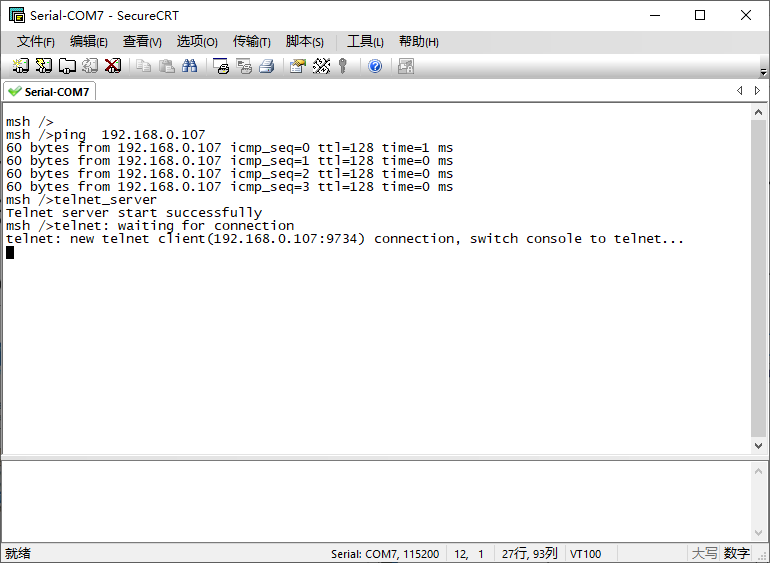 Serial-COM7 - SecureCRT
文件(F) 编辑(E) 查看(V) 选项(O) 传输(T) 脚本(S) 工具(L) 帮助(H)
Serial-COM7
msh />
msh />ping  192.168.0.107
60 bytes from 192.168.0.107 icmp_seq=0 ttl=128 time=1 ms
60 bytes from 192.168.0.107 icmp_seq=1 ttl=128 time=0 ms
60 bytes from 192.168.0.107 icmp_seq=2 ttl=128 time=0 ms
60 bytes from 192.168.0.107 icmp_seq=3 ttl=128 time=0 ms
msh />telnet_server
Telnet server start successfully
msh />telnet: waiting for connection
telnet: new telnet client(192.168.0.107:9734) connection, switch console to telnet...
就绪 Serial: COM7, 115200 12, 1 27行, 93列 VT100 大写 数字